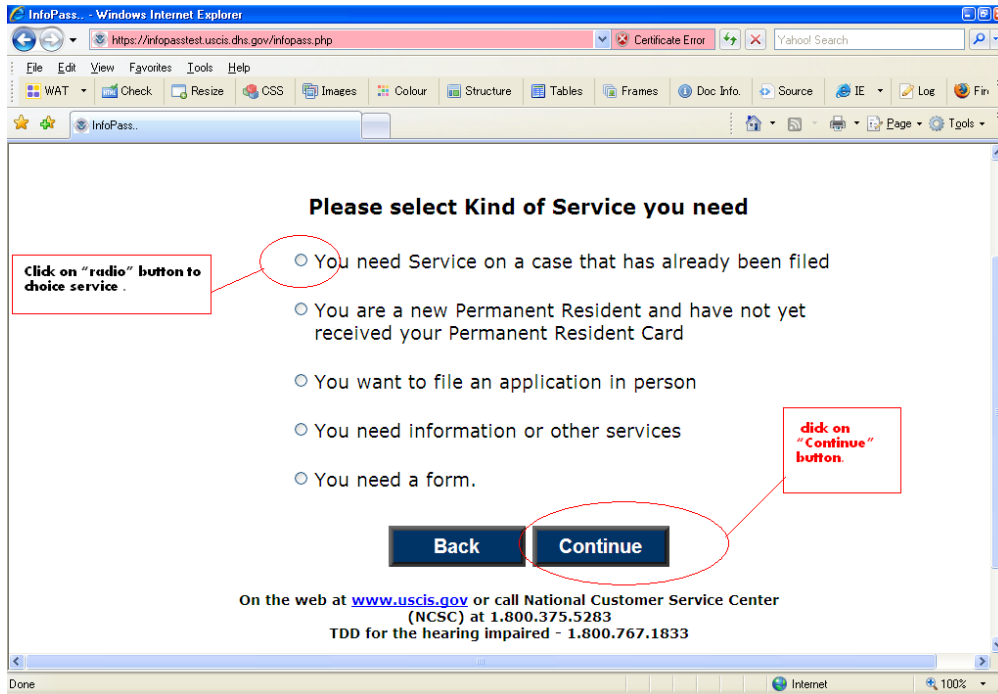 InfoPass.. - Windows Internet Explorer
https://infopasstest.uscis.dhs.gov/infopass.php
Certificate Error
Yahoo! Search
File Edit View Favorites Tools Help
WAT Check Resize CSS Images Colour Structure Tables Frames Doc Info. Source IE Log Fir
InfoPass..
Page Tools
Please select Kind of Service you need
Click on "radio" button to
choice service .
You need Service on a case that has already been filed
You are a new Permanent Resident and have not yet
received your Permanent Resident Card
You want to file an application in person
You need information or other services
You need a form.
click on
"Continue"
button.
Back
Continue
On the web at www.uscis.gov or call National Customer Service Center
(NCSC) at 1.800.375.5283
TDD for the hearing impaired - 1.800.767.1833
Done
Internet
100%